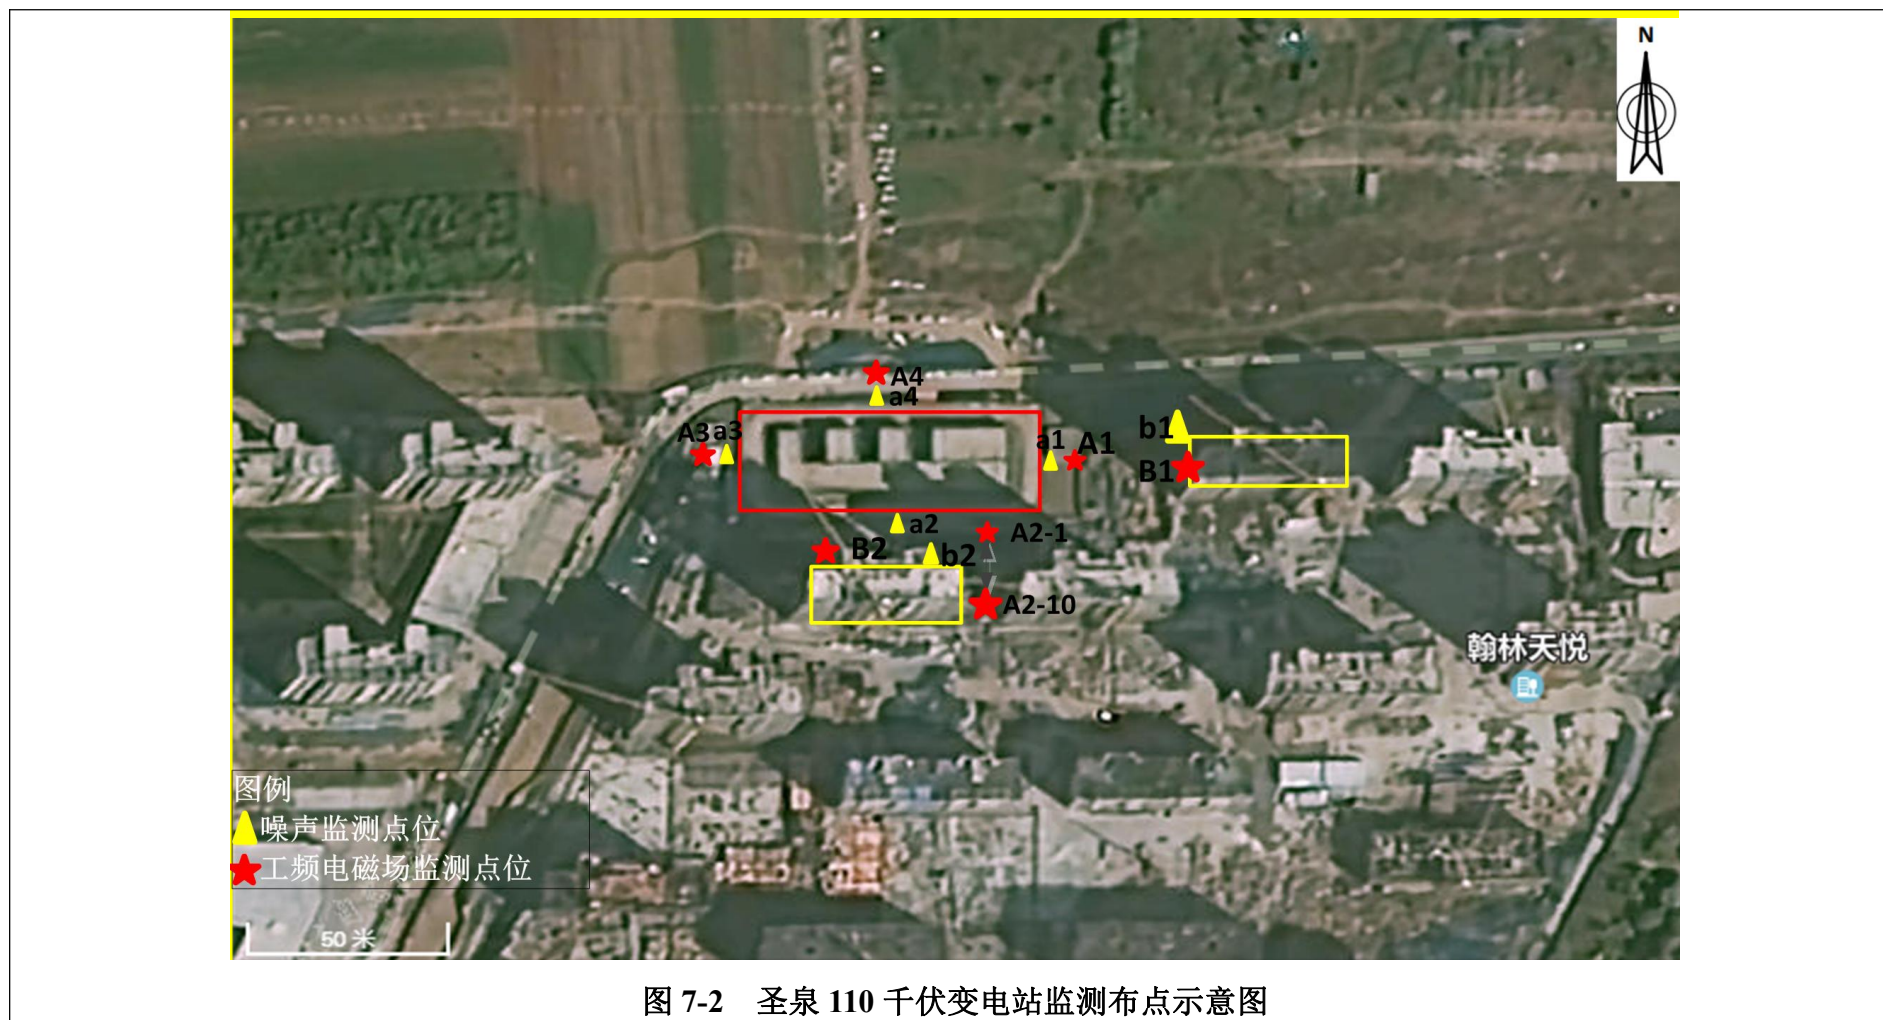 N
A4
a4
A3 a3
a1 A1
b1
B1
a2
A2-1
B2
b2
A2-10
翰林天悦
图例
噪声监测点位
工频电磁场监测点位
50 米
图 7-2 圣泉 110 千伏变电站监测布点示意图